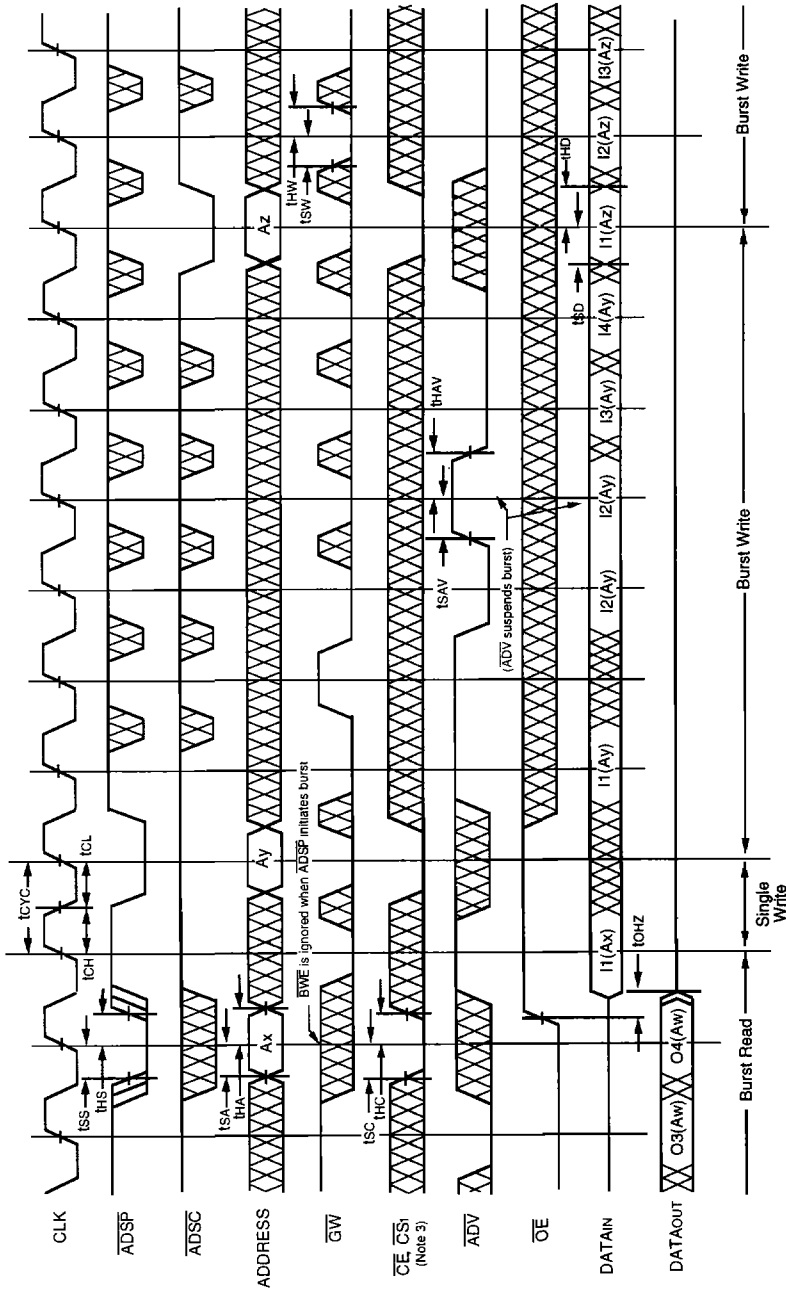 CLK
tCYC
tCH
tCL
ADSP
tSS
tHS
ADSC
ADDRESS
tSA
tHA
Ax
Ay
Az
GW
BWE is ignored when ADSP initiates burst
tHW
tSW
CE, CS1
(Note 3)
tSC
tHC
ADV
tSAV
tHAV
(ADV suspends burst)
OE
tOHZ
DATAIN
I1(Ax)
I1(Ay)
I2(Ay)
I2(Ay)
I3(Ay)
I4(Ay)
I1(Az)
I2(Az)
I3(Az)
tSD
tHD
DATAOUT
O3(Aw)
O4(Aw)
Burst Read
Single
Write
Burst Write
Burst Write